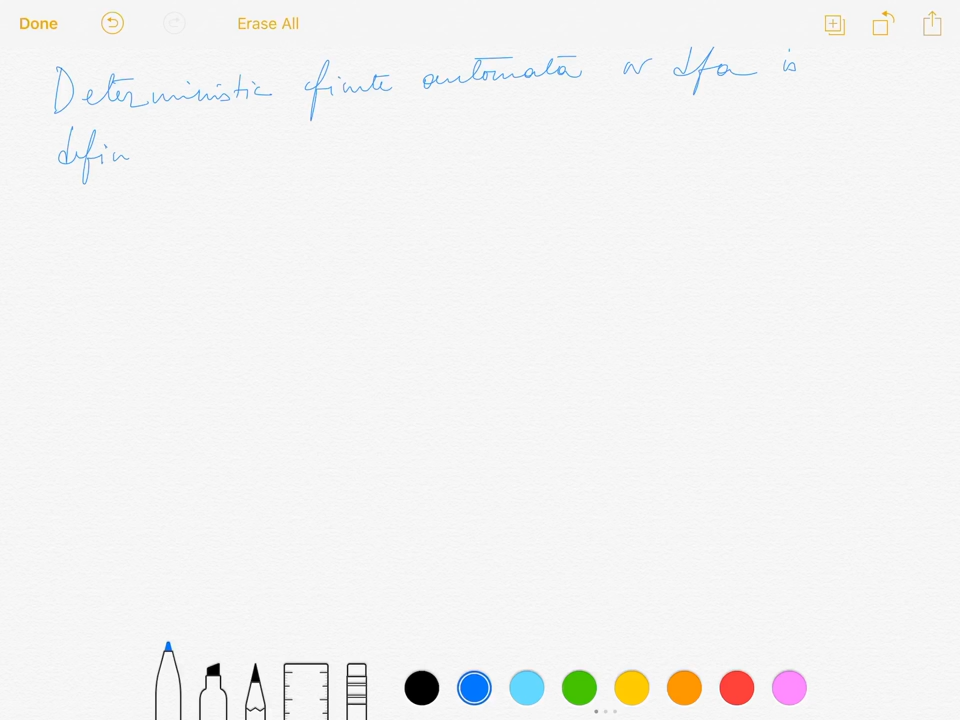 Done Erase All
Deterministic finite automata or dfa is
defin